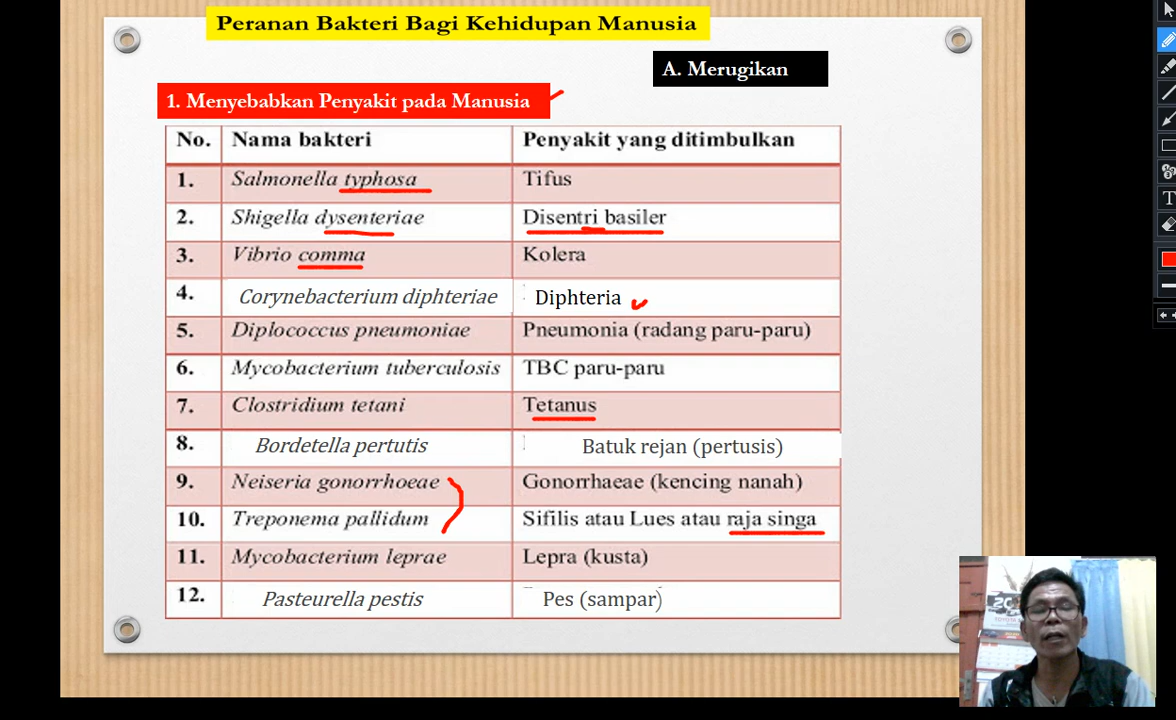 Peranan Bakteri Bagi Kehidupan Manusia
A. Merugikan
1. Menyebabkan Penyakit pada Manusia
No. Nama bakteri Penyakit yang ditimbulkan
1. Salmonella typhosa Tifus
2. Shigella dysenteriae Disentri basiler
3. Vibrio comma Kolera
4. Corynebacterium diphteriae Diphteria
5. Diplococcus pneumoniae Pneumonia (radang paru-paru)
6. Mycobacterium tuberculosis TBC paru-paru
7. Clostridium tetani Tetanus
8. Bordetella pertutis Batuk rejan (pertusis)
9. Neiseria gonorrhoeae Gonorrhaeae (kencing nanah)
10. Treponema pallidum Sifilis atau Lues atau raja singa
11. Mycobacterium leprae Lepra (kusta)
12. Pasteurella pestis Pes (sampar)